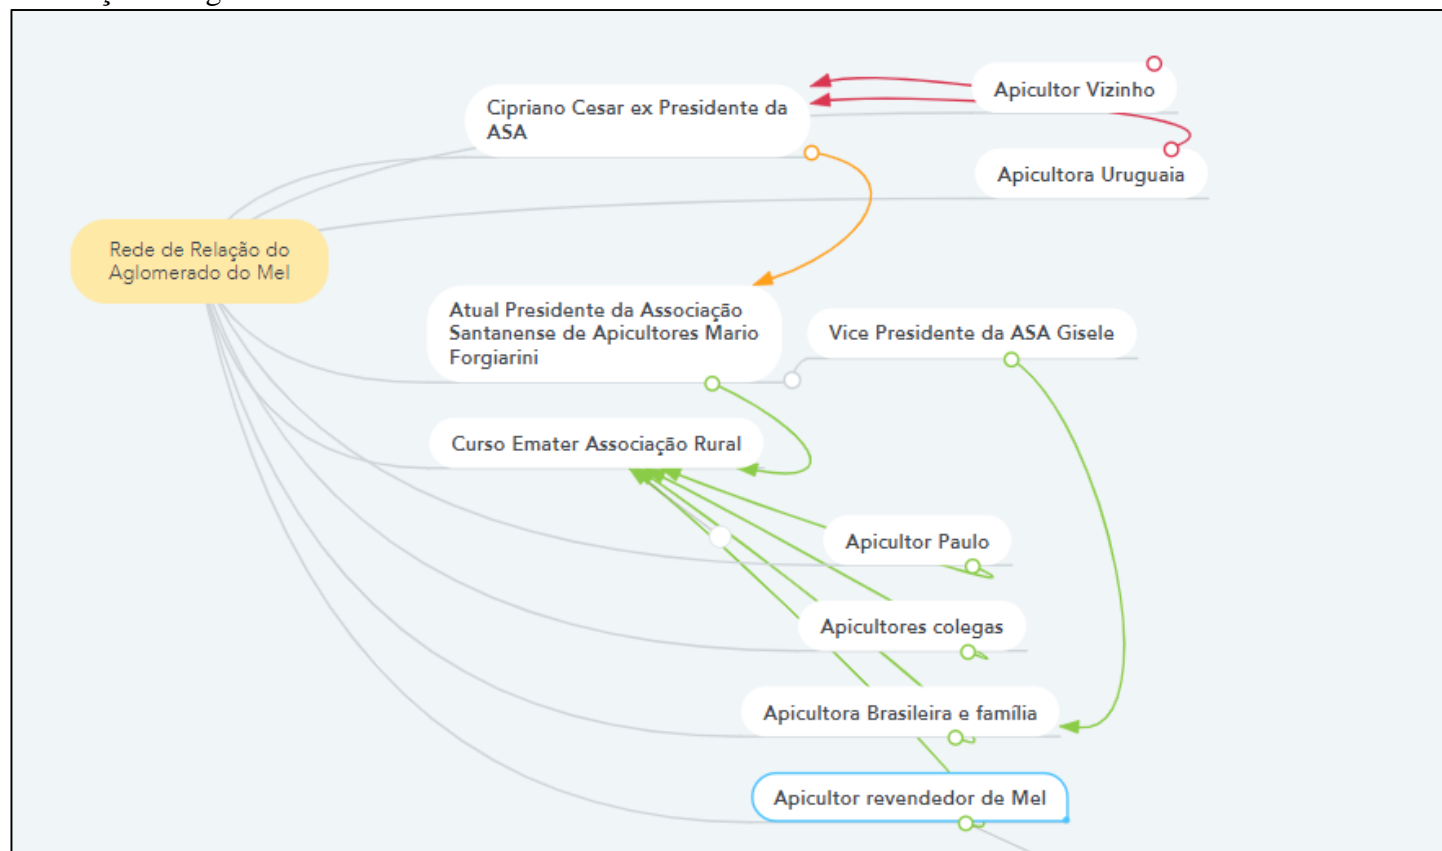 Cipriano Cesar ex Presidente da
ASA
Apicultor Vizinho
Apicultora Uruguaia
Rede de Relação do
Aglomerado do Mel
Atual Presidente da Associação
Santanense de Apicultores Mario
Forgiarini
Vice Presidente da ASA Gisele
Curso Emater Associação Rural
Apicultor Paulo
Apicultores colegas
Apicultora Brasileira e família
Apicultor revendedor de Mel